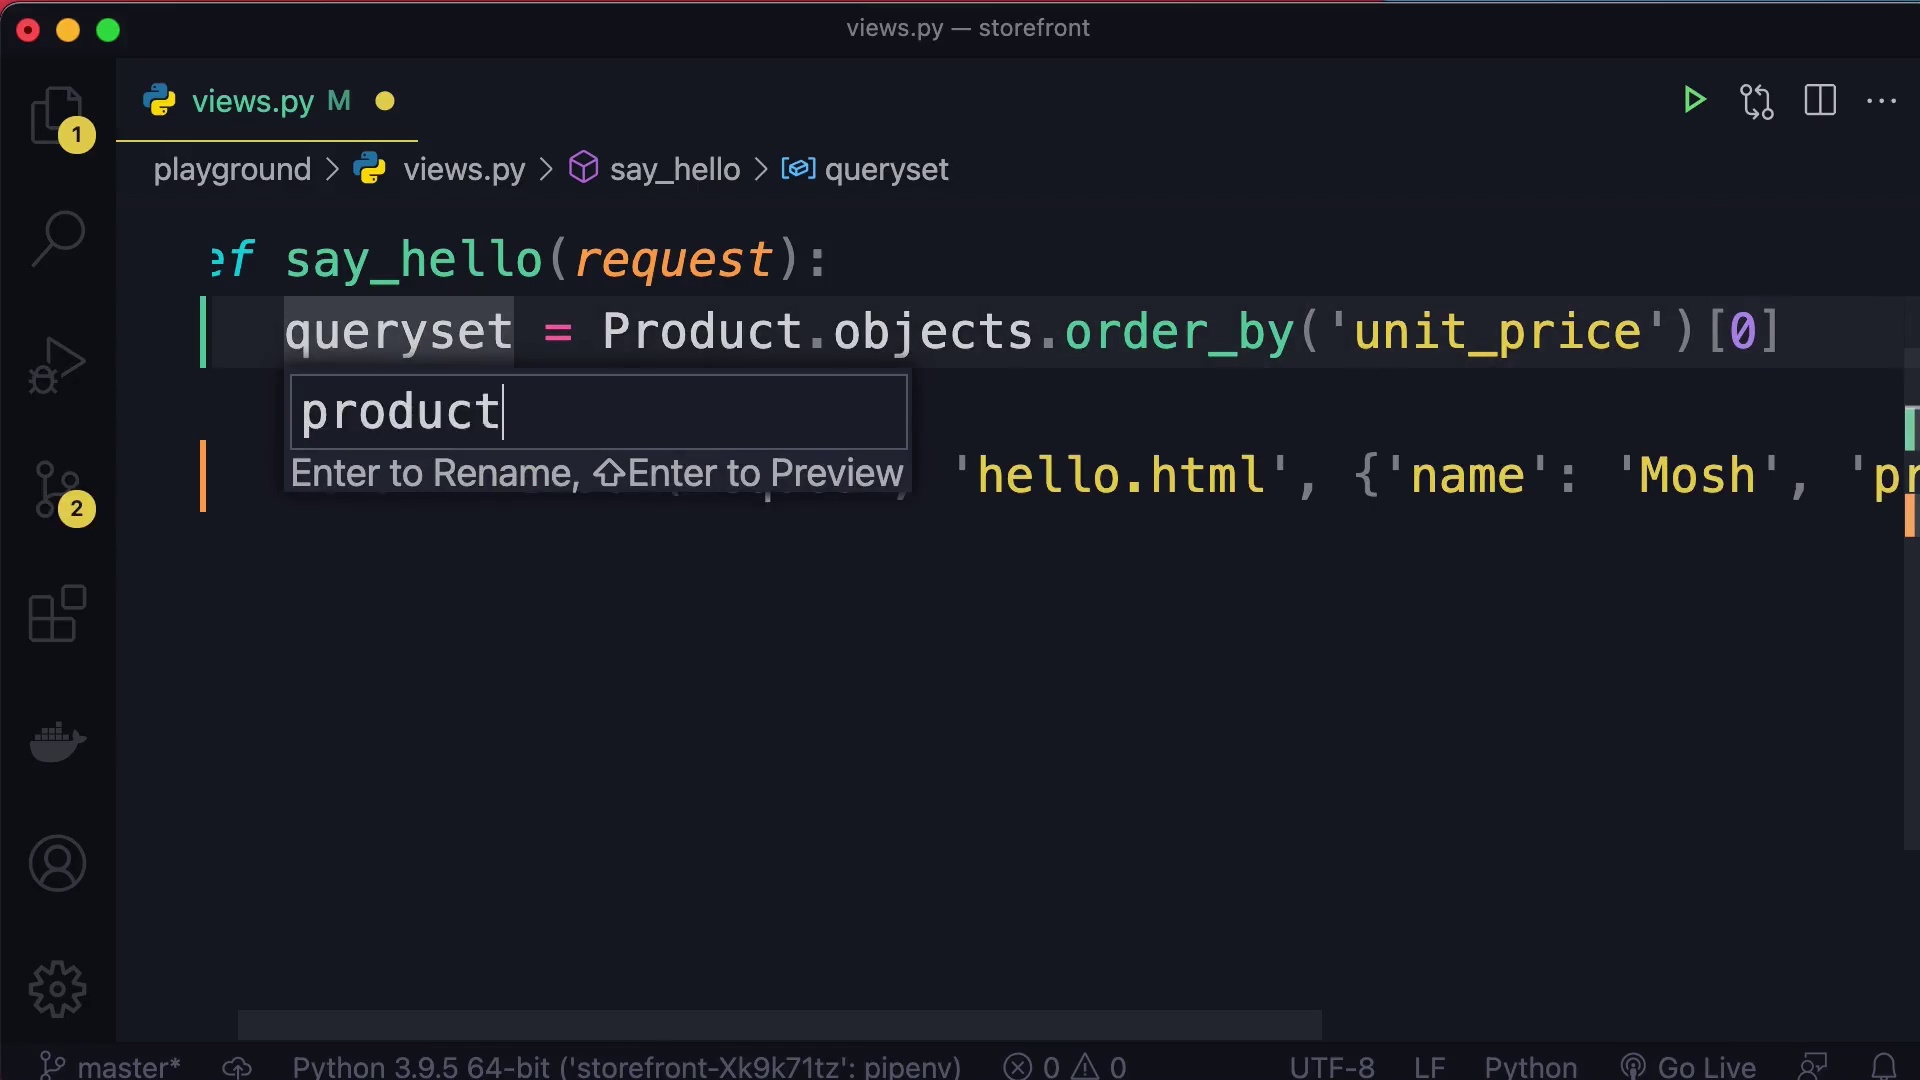 views.py — storefront
views.py M
1
playground > views.py > say_hello > queryset
ef say_hello(request):
queryset = Product.objects.order_by('unit_price')[0]
product
Enter to Rename, ⇧Enter to Preview
'hello.html', {'name': 'Mosh', 'pr
2
master*
Python 3.9.5 64-bit ('storefront-Xk9k71tz': pipenv)
0
0
UTF-8
LF
Python
Go Live